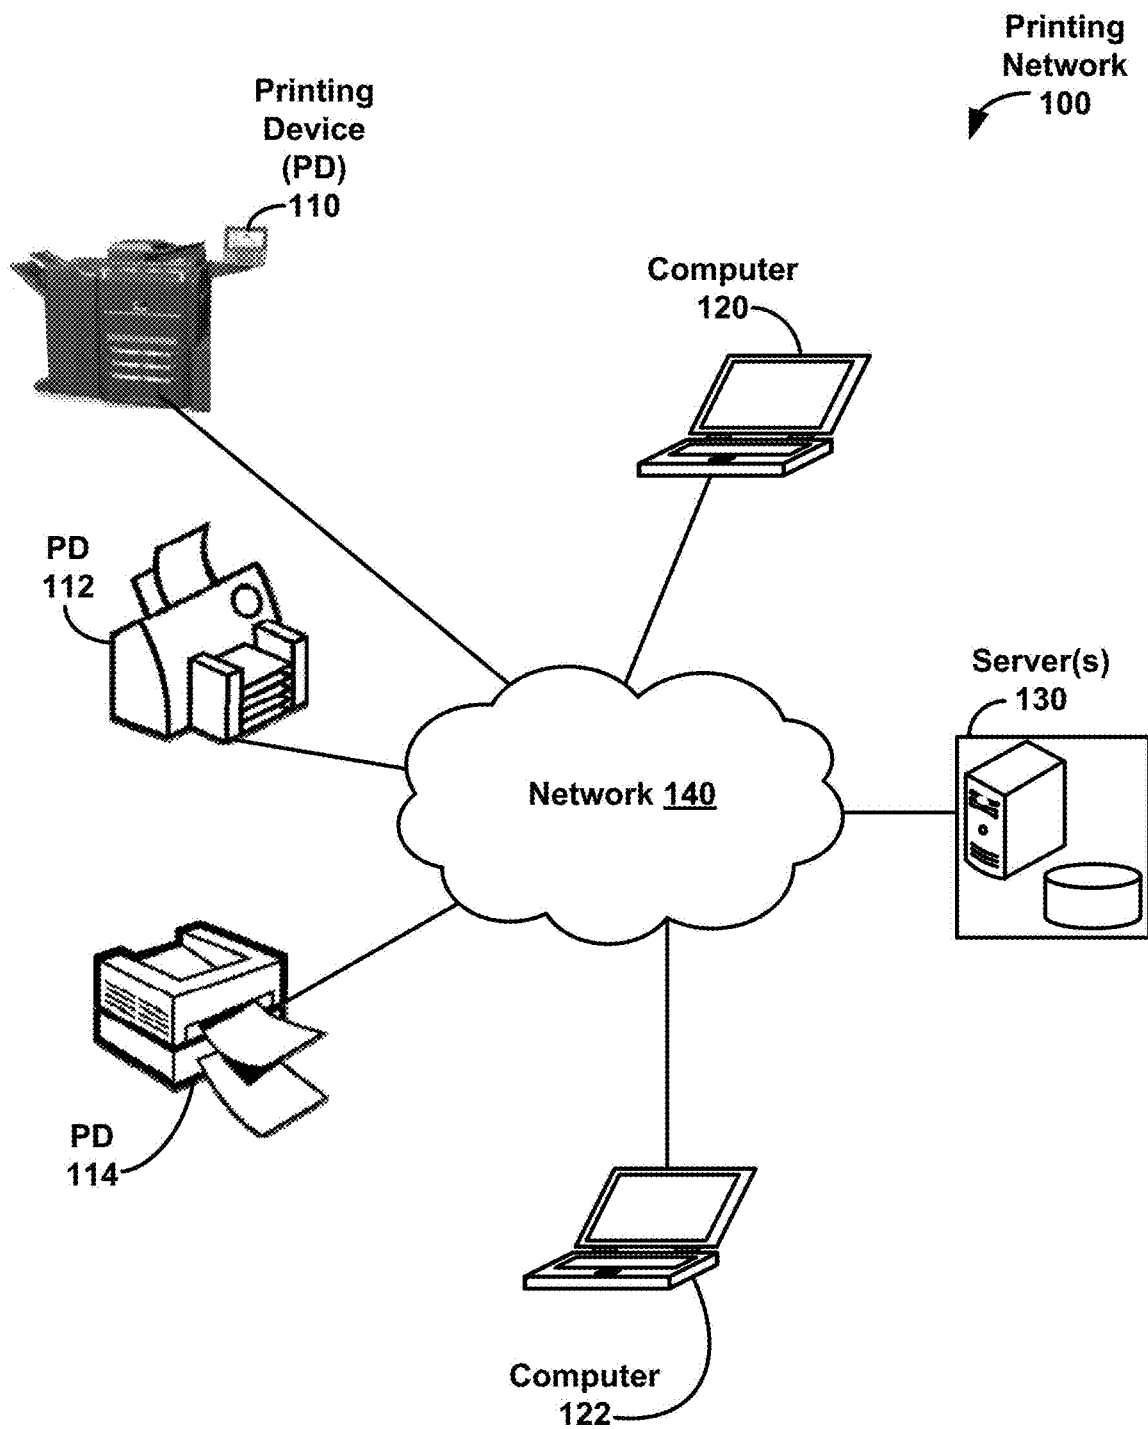 Printing
Network
100
Printing
Device
(PD)
110
Computer
120
PD
112
Server(s)
130
Network 140
PD
114
Computer
122